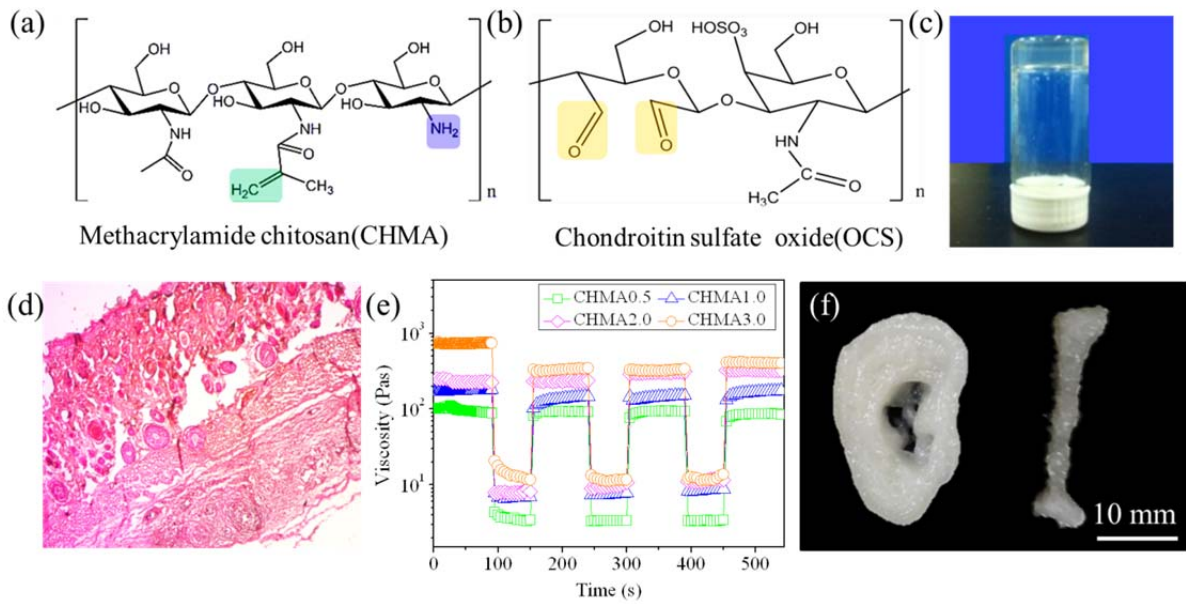 (a)
OH
OH
OH
O
O
O
O
O
HO
HO
HO
NH
NH
NH₂
O
O
H₂C
CH₃
n
Methacrylamide chitosan(CHMA)
(b)
OH
HOSO₃
OH
O
O
O
O
O
NH
H₃C
O
n
Chondroitin sulfate oxide(OCS)
(c)
(d)
(e)
CHMA0.5
CHMA1.0
CHMA2.0
CHMA3.0
Viscosity (Pas)
10³
10²
10¹
0
100
200
300
400
500
Time (s)
(f)
10 mm